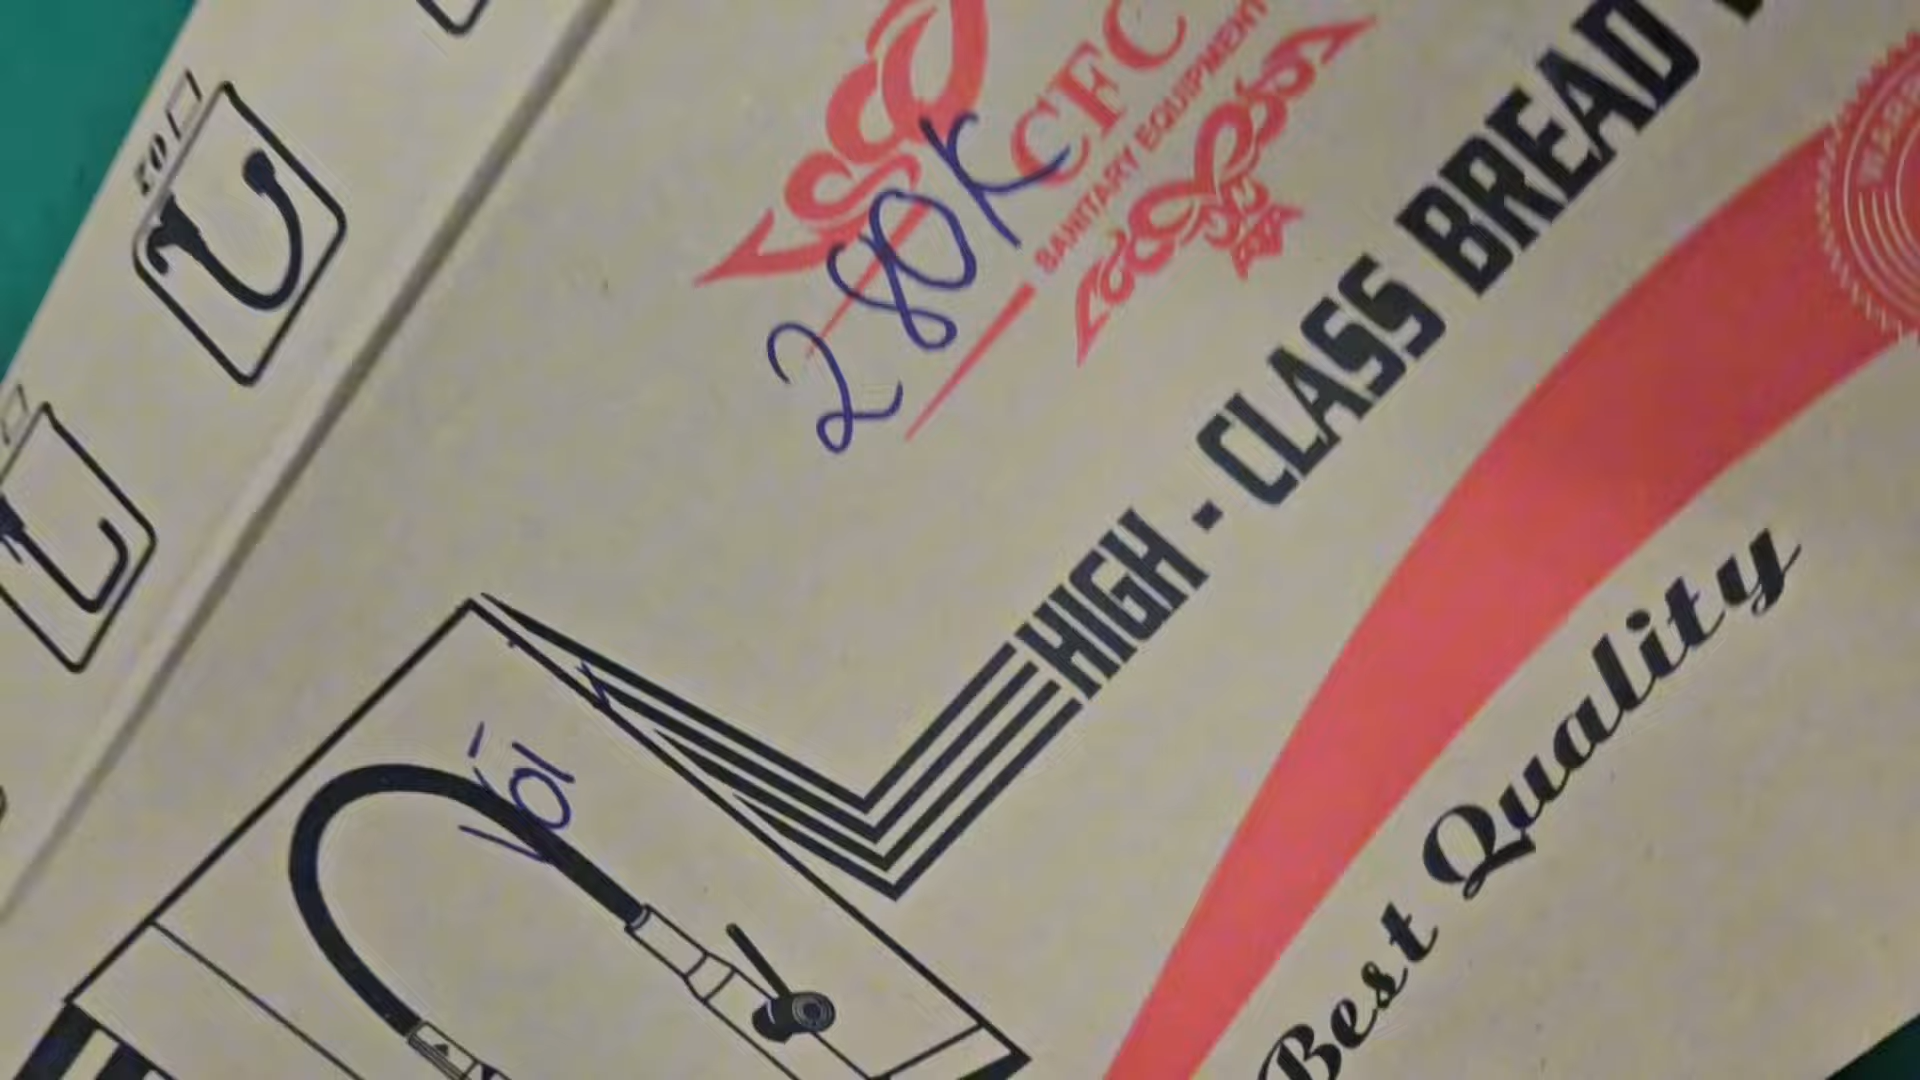 CFC
SANITARY EQUIPMENT
280K
HIGH - CLASS BREAD
Best Quality
Vòi